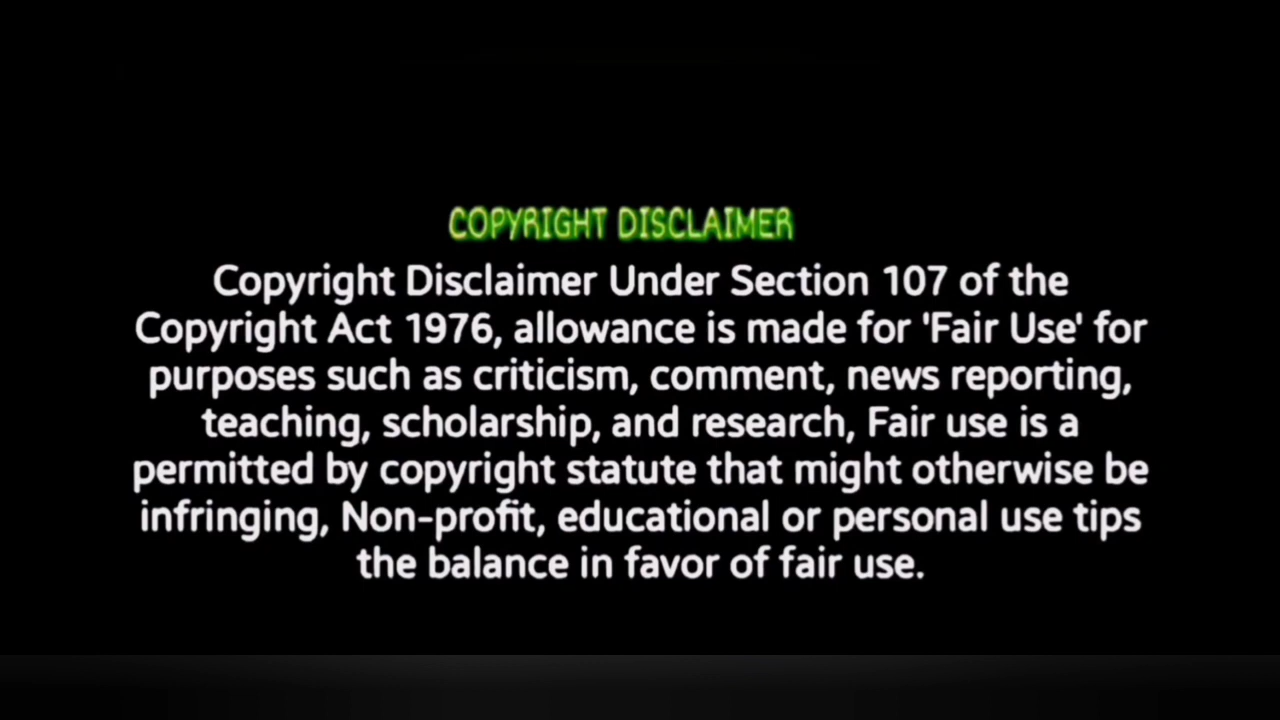 COPYRIGHT DISCLAIMER
Copyright Disclaimer Under Section 107 of the
Copyright Act 1976, allowance is made for 'Fair Use' for
purposes such as criticism, comment, news reporting,
teaching, scholarship, and research, Fair use is a
permitted by copyright statute that might otherwise be
infringing, Non-profit, educational or personal use tips
the balance in favor of fair use.